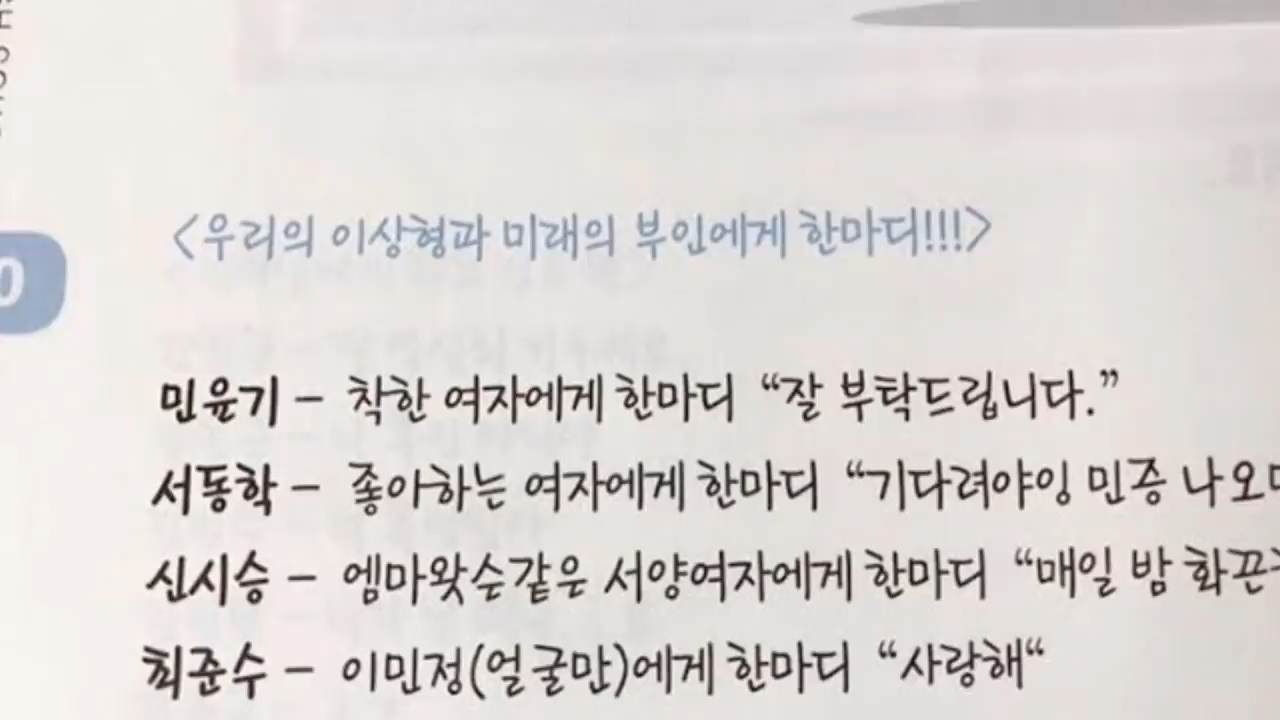 <우리의 이상형과 미래의 부인에게 한마디!!!>
민윤기 - 착한 여자에게 한마디 “잘 부탁드립니다.”
서동학 - 좋아하는 여자에게 한마디 “기다려야잉 민증 나오
신시승 - 엠마왓슨같은 서양여자에게 한마디 “매일 밤 화끈
최준수 - 이민정(얼굴만)에게 한마디 “사랑해“